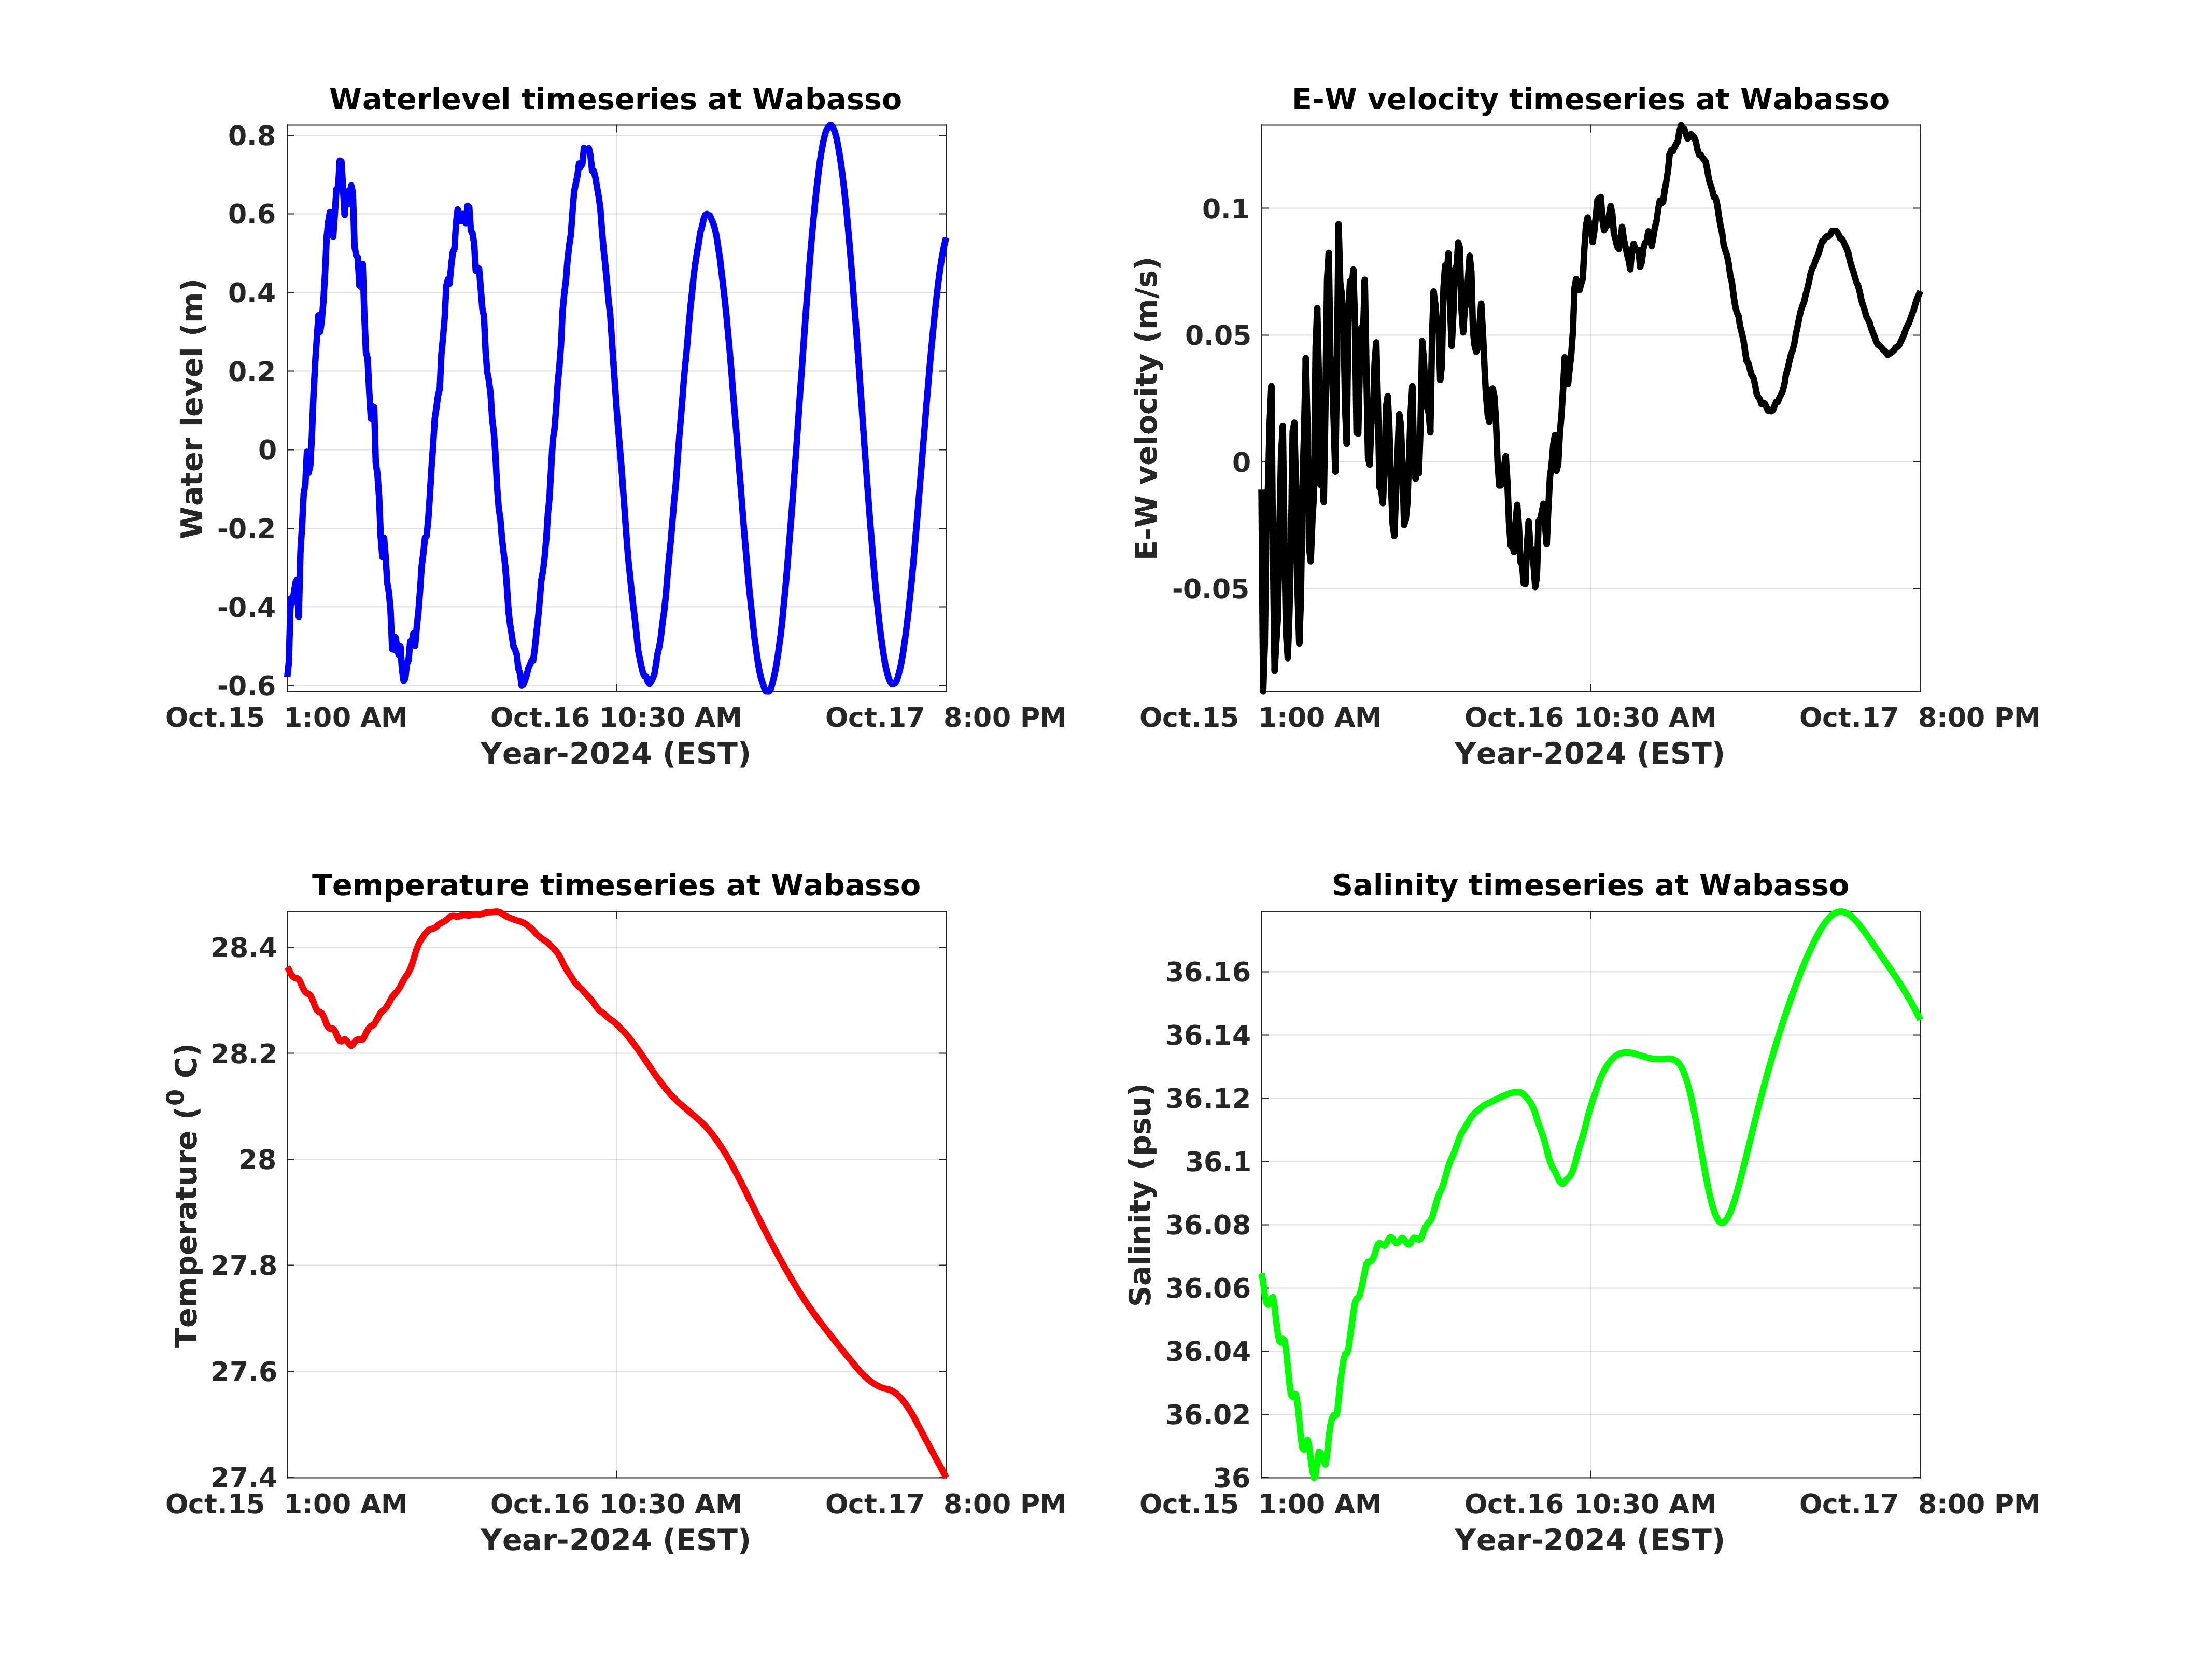 Waterlevel timeseries at Wabasso
0.8
0.6
0.4
0.2
0
-0.2
-0.4
-0.6
Water level (m)
Oct.15 1:00 AM
Oct.16 10:30 AM
Oct.17 8:00 PM
Year-2024 (EST)
E-W velocity timeseries at Wabasso
0.1
0.05
0
-0.05
E-W velocity (m/s)
Oct.15 1:00 AM
Oct.16 10:30 AM
Oct.17 8:00 PM
Year-2024 (EST)
Temperature timeseries at Wabasso
28.4
28.2
28
27.8
27.6
27.4
Temperature (⁰ C)
Oct.15 1:00 AM
Oct.16 10:30 AM
Oct.17 8:00 PM
Year-2024 (EST)
Salinity timeseries at Wabasso
36.16
36.14
36.12
36.1
36.08
36.06
36.04
36.02
36
Salinity (psu)
Oct.15 1:00 AM
Oct.16 10:30 AM
Oct.17 8:00 PM
Year-2024 (EST)